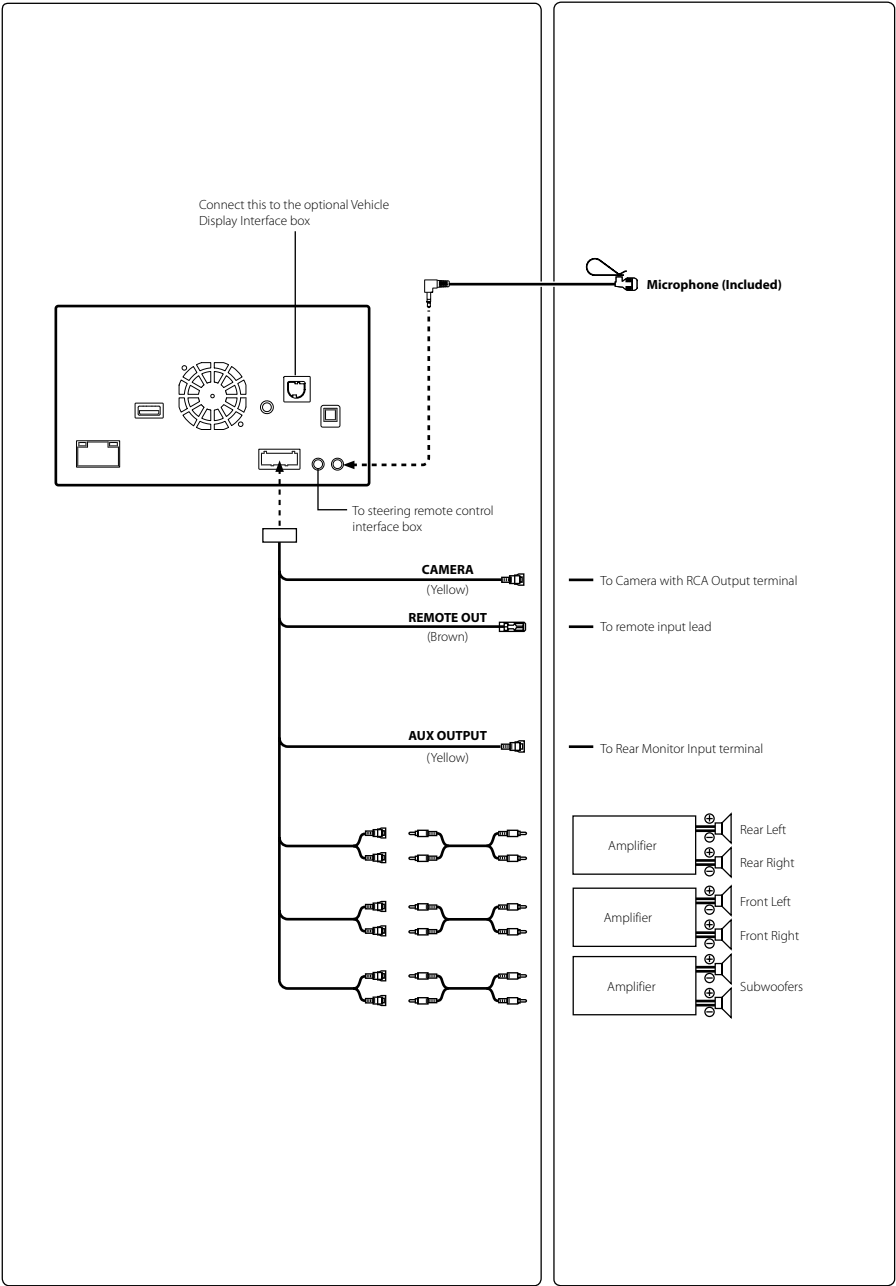 Connect this to the optional Vehicle
Display Interface box
Microphone (Included)
To steering remote control
interface box
CAMERA
(Yellow)
To Camera with RCA Output terminal
REMOTE OUT
(Brown)
To remote input lead
AUX OUTPUT
(Yellow)
To Rear Monitor Input terminal
Amplifier
Rear Left
Rear Right
Amplifier
Front Left
Front Right
Amplifier
Subwoofers